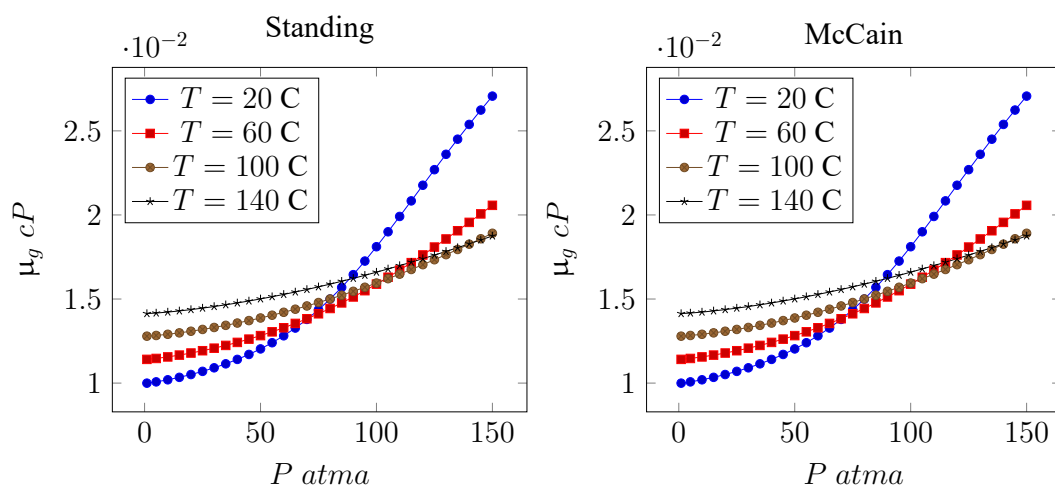 Standing
·10⁻²
T = 20 C
T = 60 C
T = 100 C
T = 140 C
2.5
2
1.5
1
μg cP
0 50 100 150
P atma
McCain
·10⁻²
T = 20 C
T = 60 C
T = 100 C
T = 140 C
2.5
2
1.5
1
μg cP
0 50 100 150
P atma